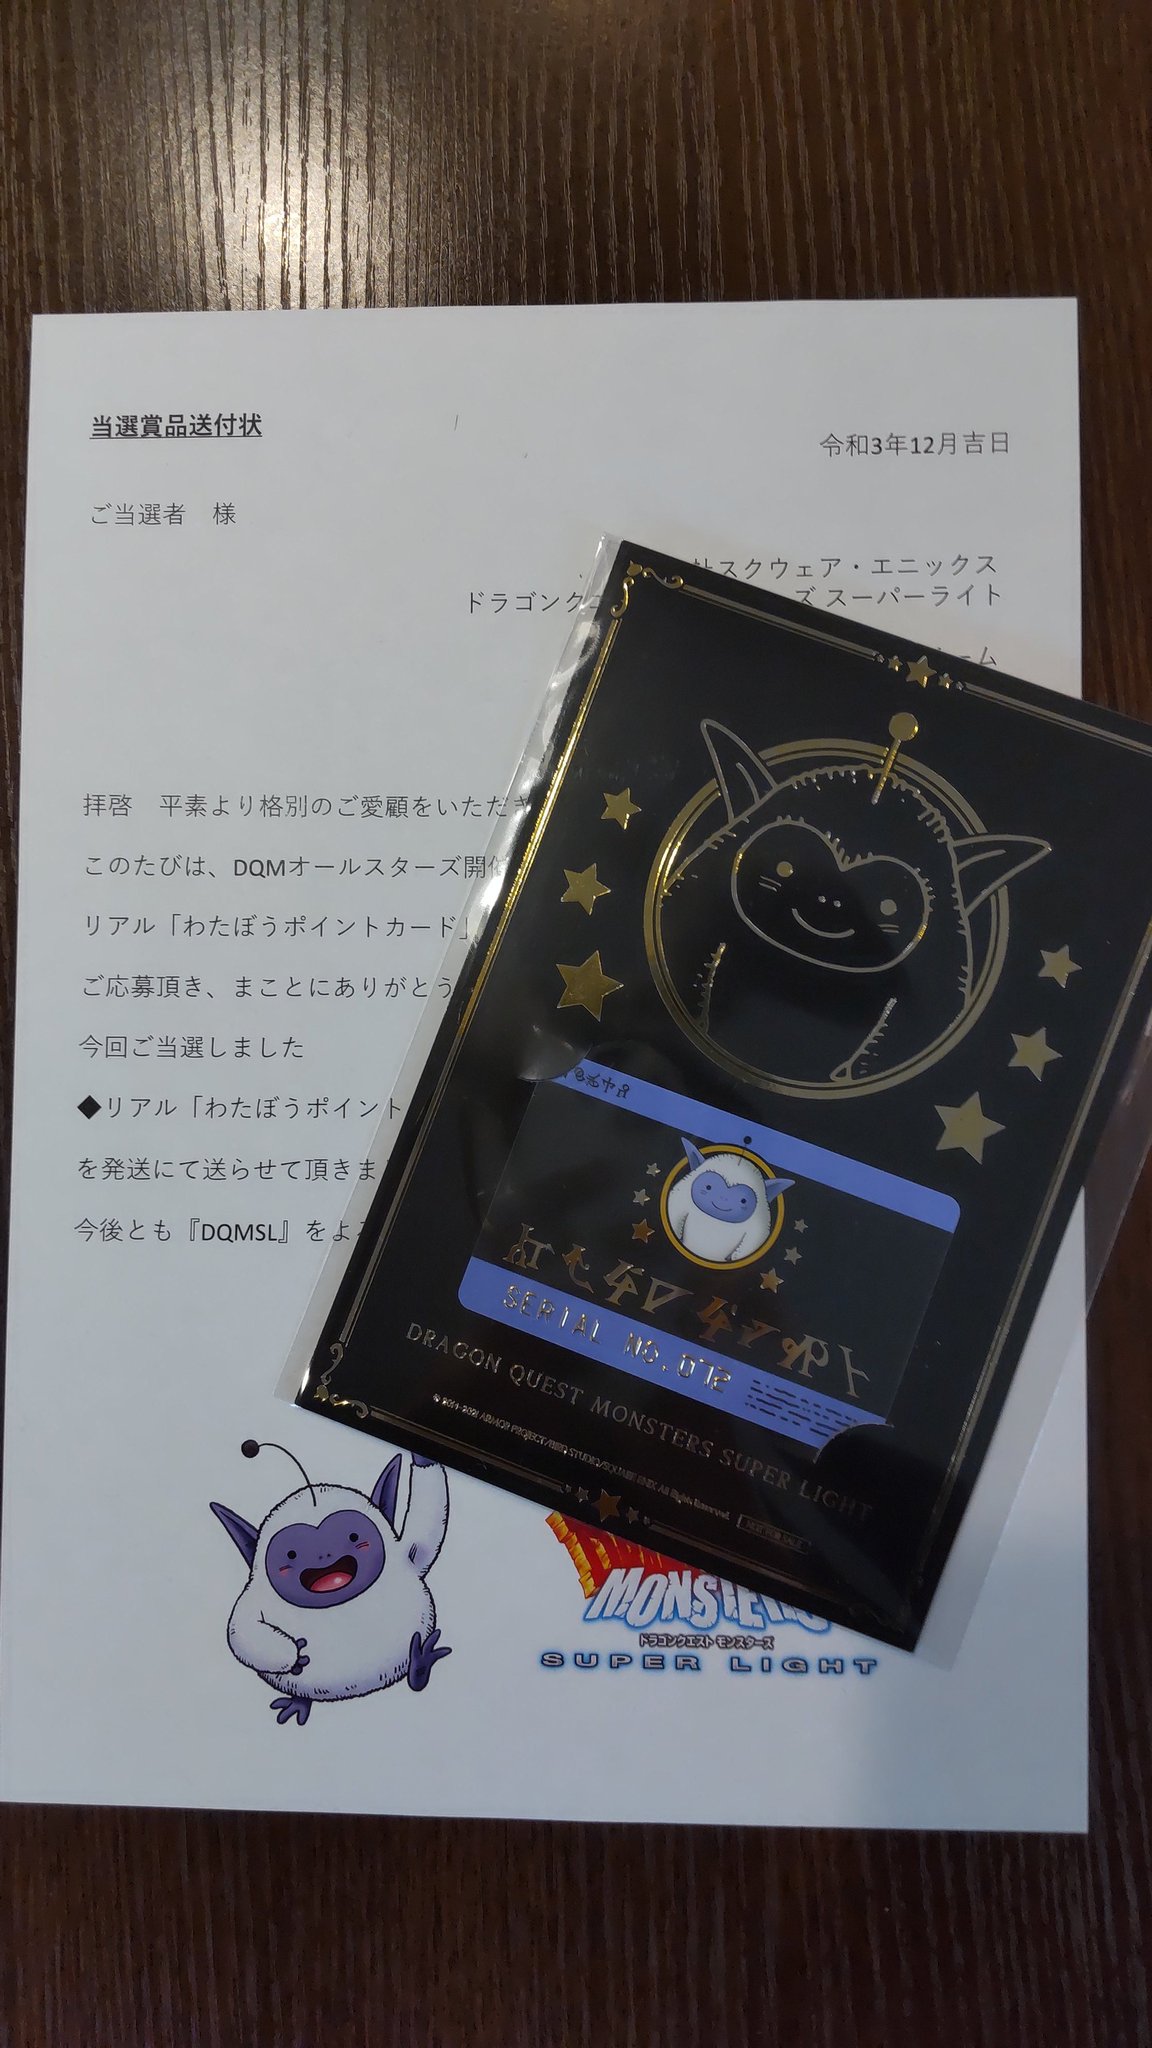 当選賞品送付状
令和3年12月吉日
ご当選者 様
スクウェア・エニックス
ドラゴンク
ズ スーパーライト
ーム
拝啓 平素より格別のご愛顧をいただき
このたびは、DQMオールスターズ開催
リアル「わたぼうポイントカード」
ご応募頂き、まことにありがとう
今回ご当選しました
◆リアル「わたぼうポイント
を発送にて送らせて頂きま
今後とも『DQMSL』をよ
SERIAL NO.072
DRAGON QUEST MONSTERS SUPER LIGHT
MONSTERS
ドラゴンクエスト モンスターズ
SUPER LIGHT